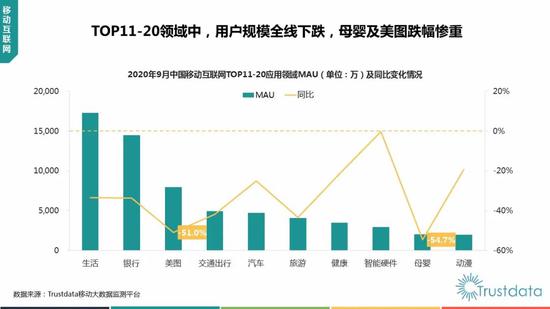 移动互联网
TOP11-20领域中，用户规模全线下跌，母婴及美图跌幅惨重
2020年9月中国移动互联网TOP11-20应用领域MAU（单位：万）及同比变化情况
MAU 同比
20,000 20%
15,000 0%
10,000 -20%
5,000 -40%
0 -60%
-51.0% -54.7%
生活 银行 美图 交通出行 汽车 旅游 健康 智能硬件 母婴 动漫
数据来源：Trustdata移动大数据监测平台
Trustdata